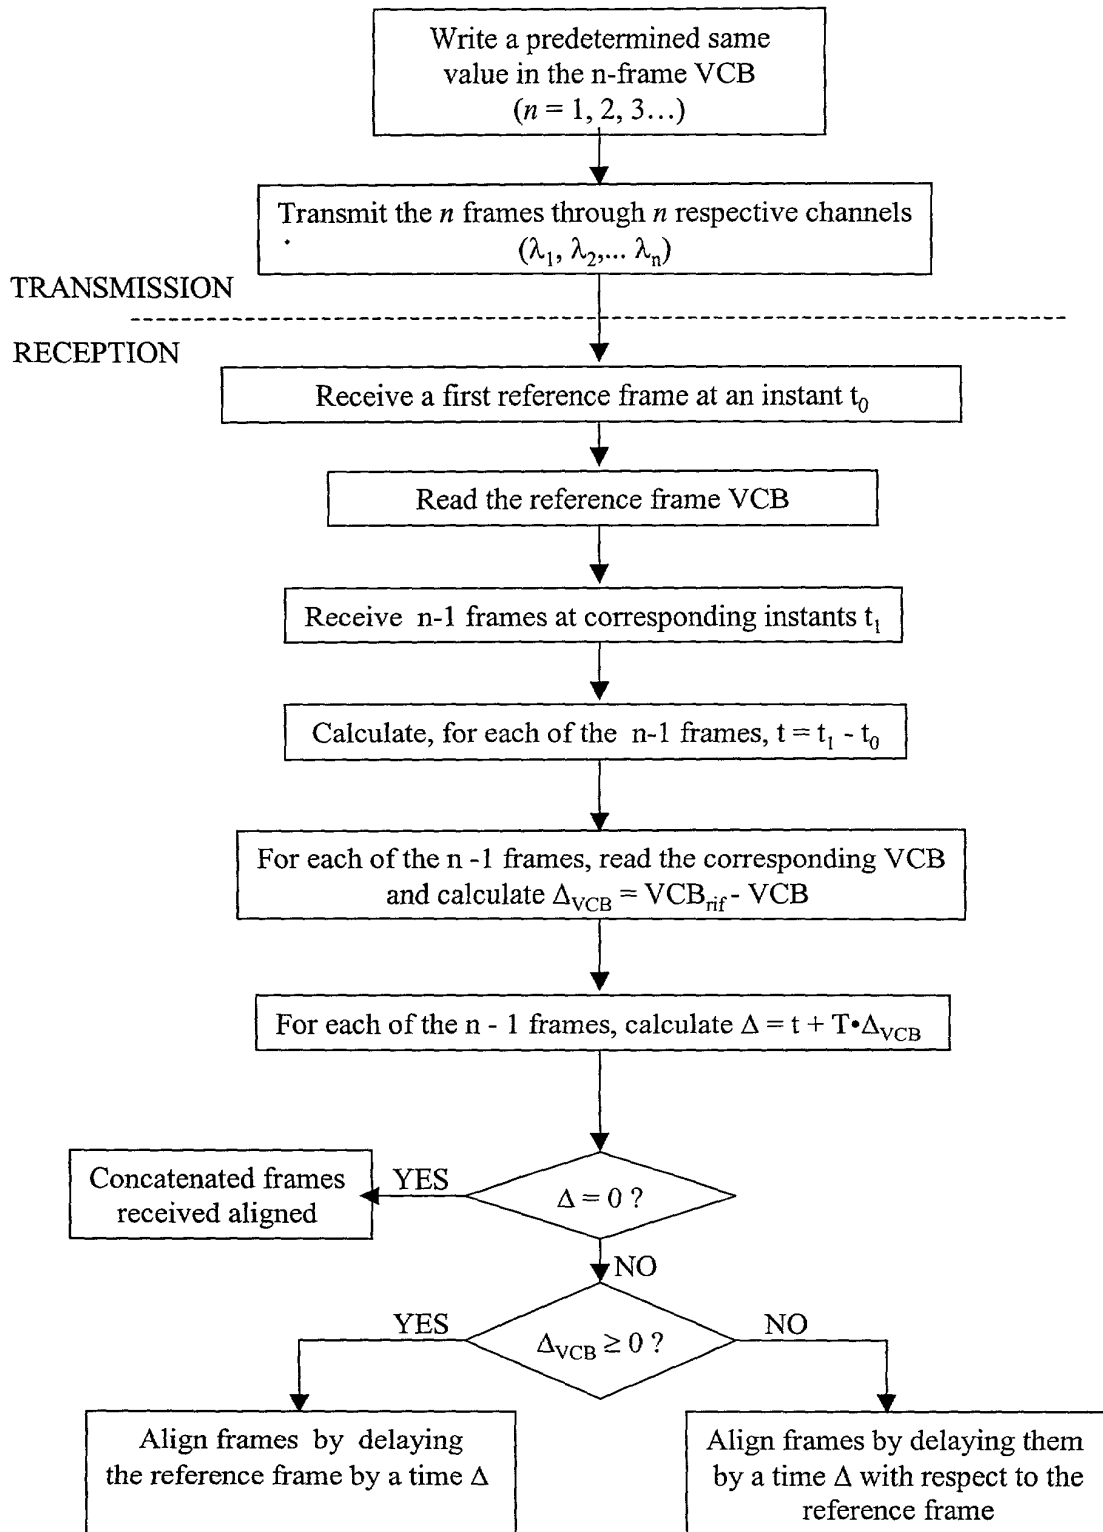 Write a predetermined same
value in the n-frame VCB
(n = 1, 2, 3...)
Transmit the n frames through n respective channels
(λ₁, λ₂,... λₙ)
TRANSMISSION
RECEPTION
Receive a first reference frame at an instant t₀
Read the reference frame VCB
Receive n-1 frames at corresponding instants t₁
Calculate, for each of the n-1 frames, t = t₁ - t₀
For each of the n -1 frames, read the corresponding VCB
and calculate Δ_VCB = VCB_rif - VCB
For each of the n - 1 frames, calculate Δ = t + T•Δ_VCB
Concatenated frames
received aligned
YES
Δ = 0 ?
NO
YES
Δ_VCB ≥ 0 ?
NO
Align frames by delaying
the reference frame by a time Δ
Align frames by delaying them
by a time Δ with respect to the
reference frame